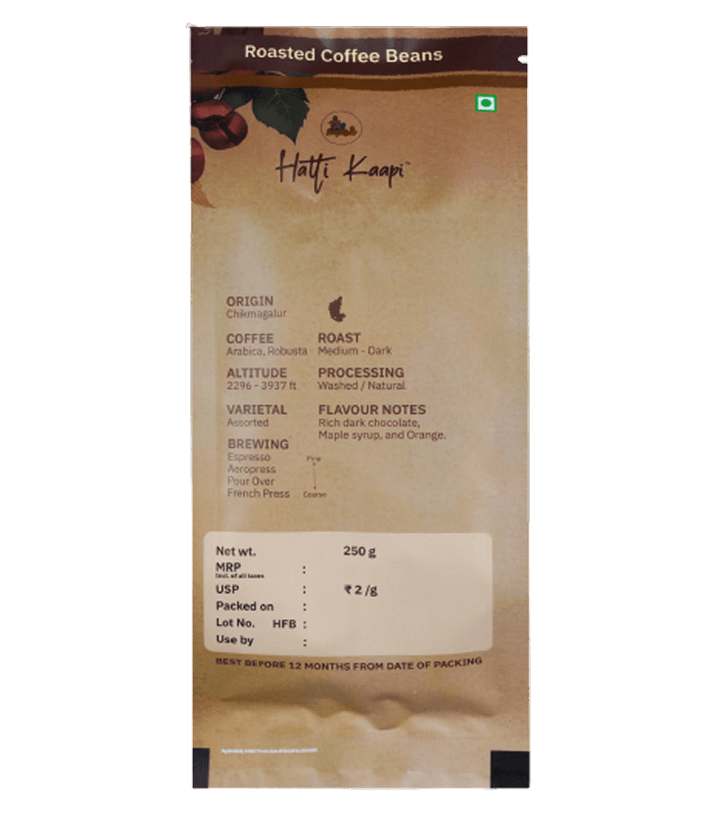 Roasted Coffee Beans
Hatti Kaapi™
ORIGIN
Chikmagalur
COFFEE
Arabica, Robusta
ROAST
Medium - Dark
ALTITUDE
2296 - 3937 ft
PROCESSING
Washed / Natural
VARIETAL
Assorted
FLAVOUR NOTES
Rich dark chocolate,
Maple syrup, and Orange.
BREWING
Espresso
Aeropress
Pour Over
French Press
Fine
Coarse
Net wt. 250 g
MRP :
(incl. of all taxes
USP : ₹ 2 /g
Packed on :
Lot No. HFB :
Use by :
BEST BEFORE 12 MONTHS FROM DATE OF PACKING